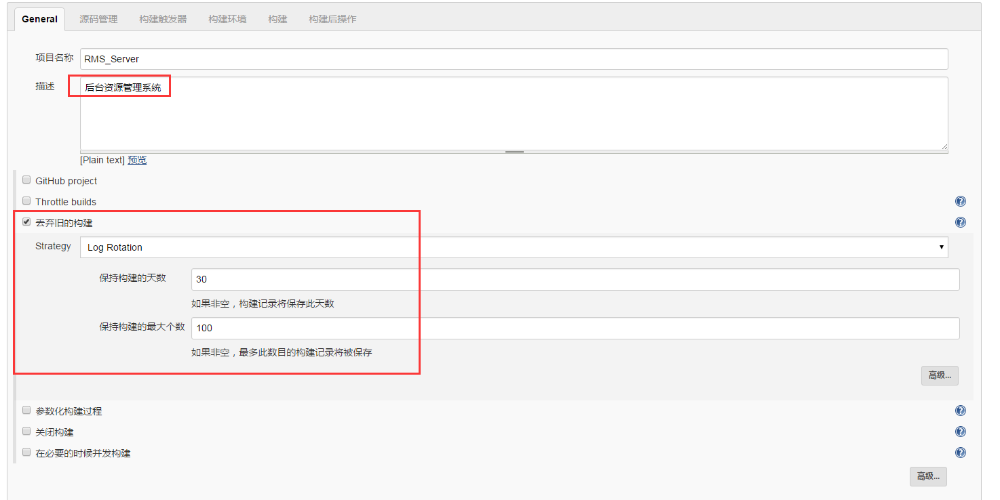 General 源码管理 构建触发器 构建环境 构建 构建后操作
项目名称 RMS_Server
描述 后台资源管理系统
[Plain text] 预览
GitHub project
Throttle builds
丢弃旧的构建
Strategy Log Rotation
保持构建的天数 30
如果非空，构建记录将保存此天数
保持构建的最大个数 100
如果非空，最多此数目的构建记录将被保存
高级...
参数化构建过程
关闭构建
在必要的时候并发构建
高级...